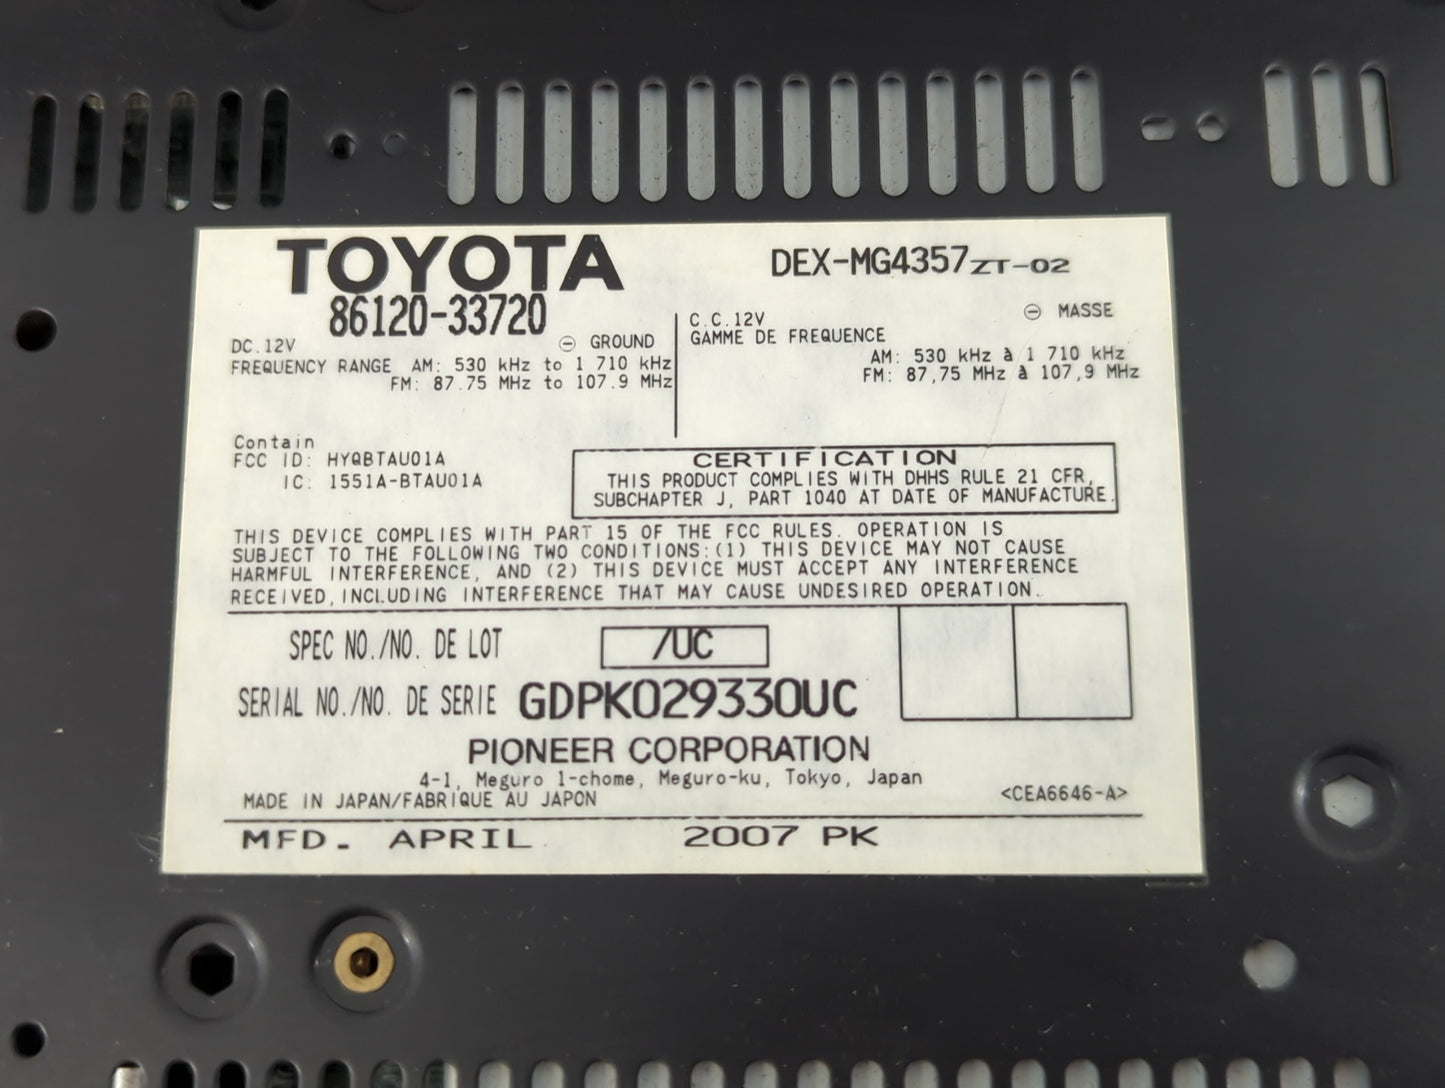 TOYOTA
86120-33720
DEX-MG4357ZT-02
DC.12V ⊖ GROUND
FREQUENCY RANGE AM: 530 kHz to 1 710 kHz
FM: 87.75 MHz to 107.9 MHz
C.C.12V ⊖ MASSE
GAMME DE FREQUENCE
AM: 530 kHz à 1 710 kHz
FM: 87,75 MHz à 107,9 MHz
Contain
FCC ID: HYQBTAU01A
IC: 1551A-BTAU01A
CERTIFICATION
THIS PRODUCT COMPLIES WITH DHHS RULE 21 CFR,
SUBCHAPTER J, PART 1040 AT DATE OF MANUFACTURE.
THIS DEVICE COMPLIES WITH PART 15 OF THE FCC RULES. OPERATION IS
SUBJECT TO THE FOLLOWING TWO CONDITIONS:(1) THIS DEVICE MAY NOT CAUSE
HARMFUL INTERFERENCE, AND (2) THIS DEVICE MUST ACCEPT ANY INTERFERENCE
RECEIVED,INCLUDING INTERFERENCE THAT MAY CAUSE UNDESIRED OPERATION.
SPEC NO./NO. DE LOT /UC
SERIAL NO./NO. DE SERIE GDPK029330UC
PIONEER CORPORATION
4-1, Meguro 1-chome, Meguro-ku, Tokyo, Japan
MADE IN JAPAN/FABRIQUE AU JAPON <CEA6646-A>
MFD. APRIL 2007 PK